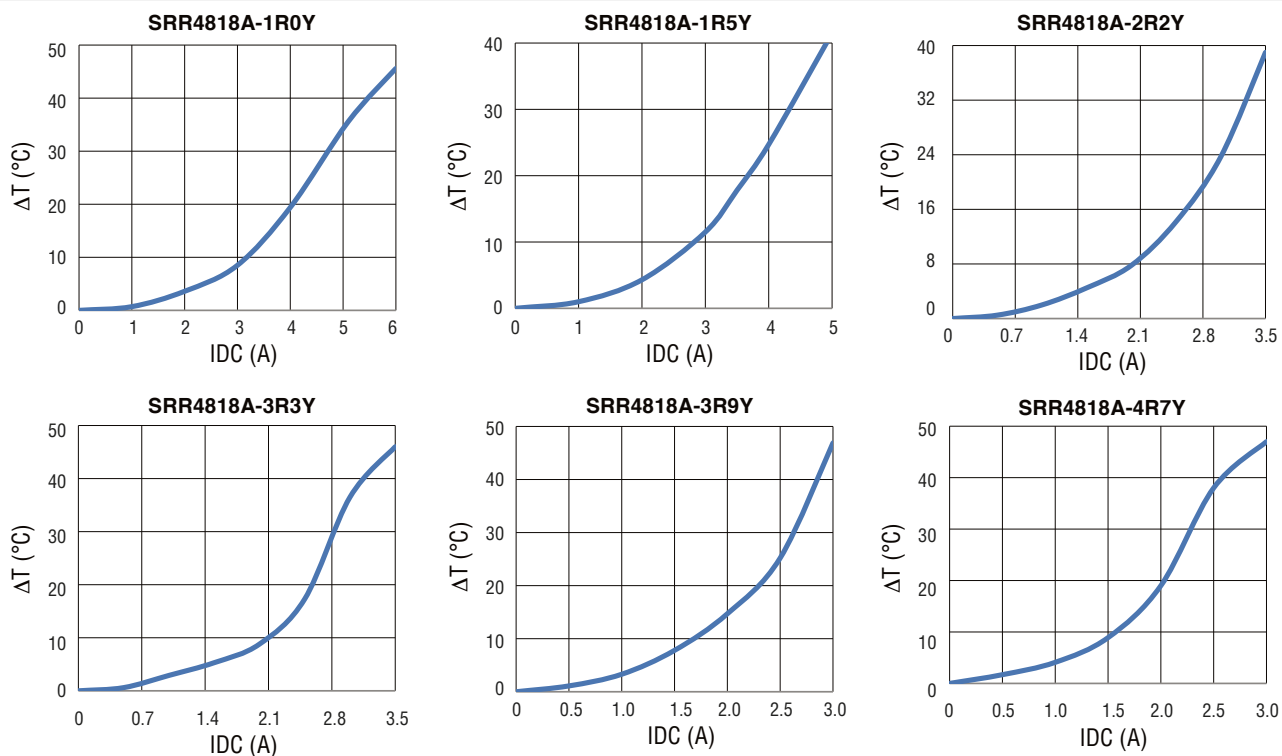 SRR4818A-1R0Y
50
40
30
20
10
0
ΔT (°C)
0 1 2 3 4 5 6
IDC (A)
SRR4818A-1R5Y
40
30
20
10
0
ΔT (°C)
0 1 2 3 4 5
IDC (A)
SRR4818A-2R2Y
40
32
24
16
8
0
ΔT (°C)
0 0.7 1.4 2.1 2.8 3.5
IDC (A)
SRR4818A-3R3Y
50
40
30
20
10
0
ΔT (°C)
0 0.7 1.4 2.1 2.8 3.5
IDC (A)
SRR4818A-3R9Y
50
40
30
20
10
0
ΔT (°C)
0 0.5 1.0 1.5 2.0 2.5 3.0
IDC (A)
SRR4818A-4R7Y
50
40
30
20
10
0
ΔT (°C)
0 0.5 1.0 1.5 2.0 2.5 3.0
IDC (A)